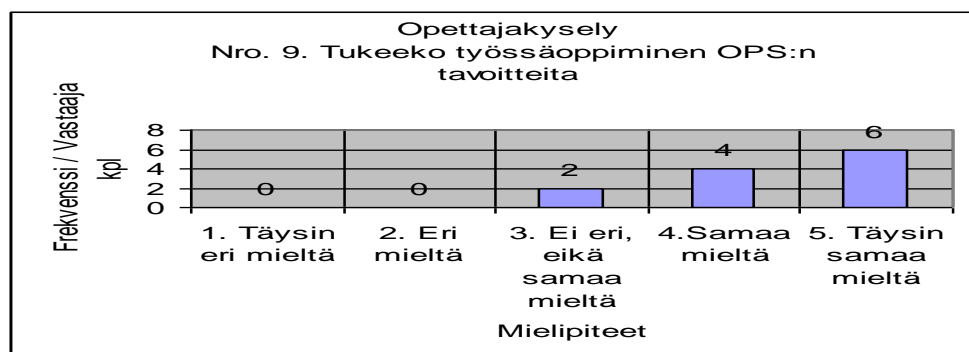 Opettajakysely
Nro. 9. Tukeeko työssäoppiminen OPS:n
tavoitteita
Frekvenssi / Vastaaja
kpl
8
6
4
2
0
0
0
2
4
6
1. Täysin
eri mieltä
2. Eri
mieltä
3. Ei eri,
eikä
samaa
mieltä
4.Samaa
mieltä
5. Täysin
samaa
mieltä
Mielipiteet